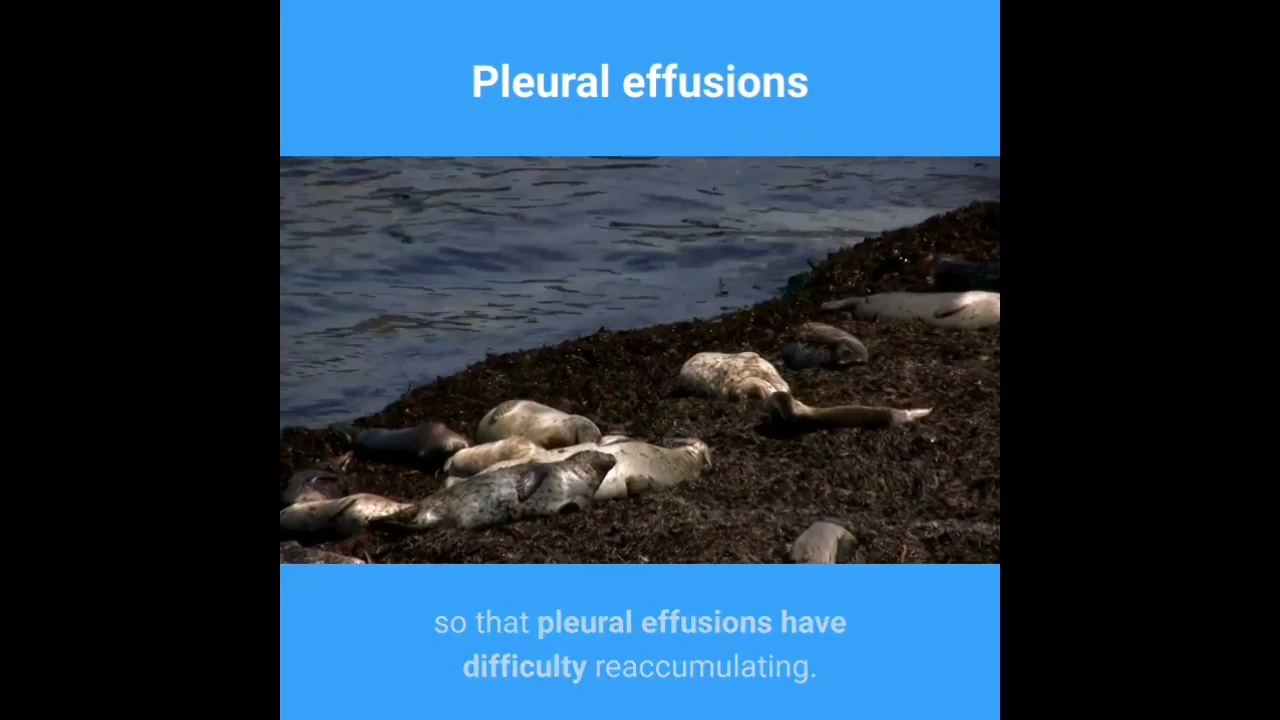 Pleural effusions
so that pleural effusions have
difficulty reaccumulating.